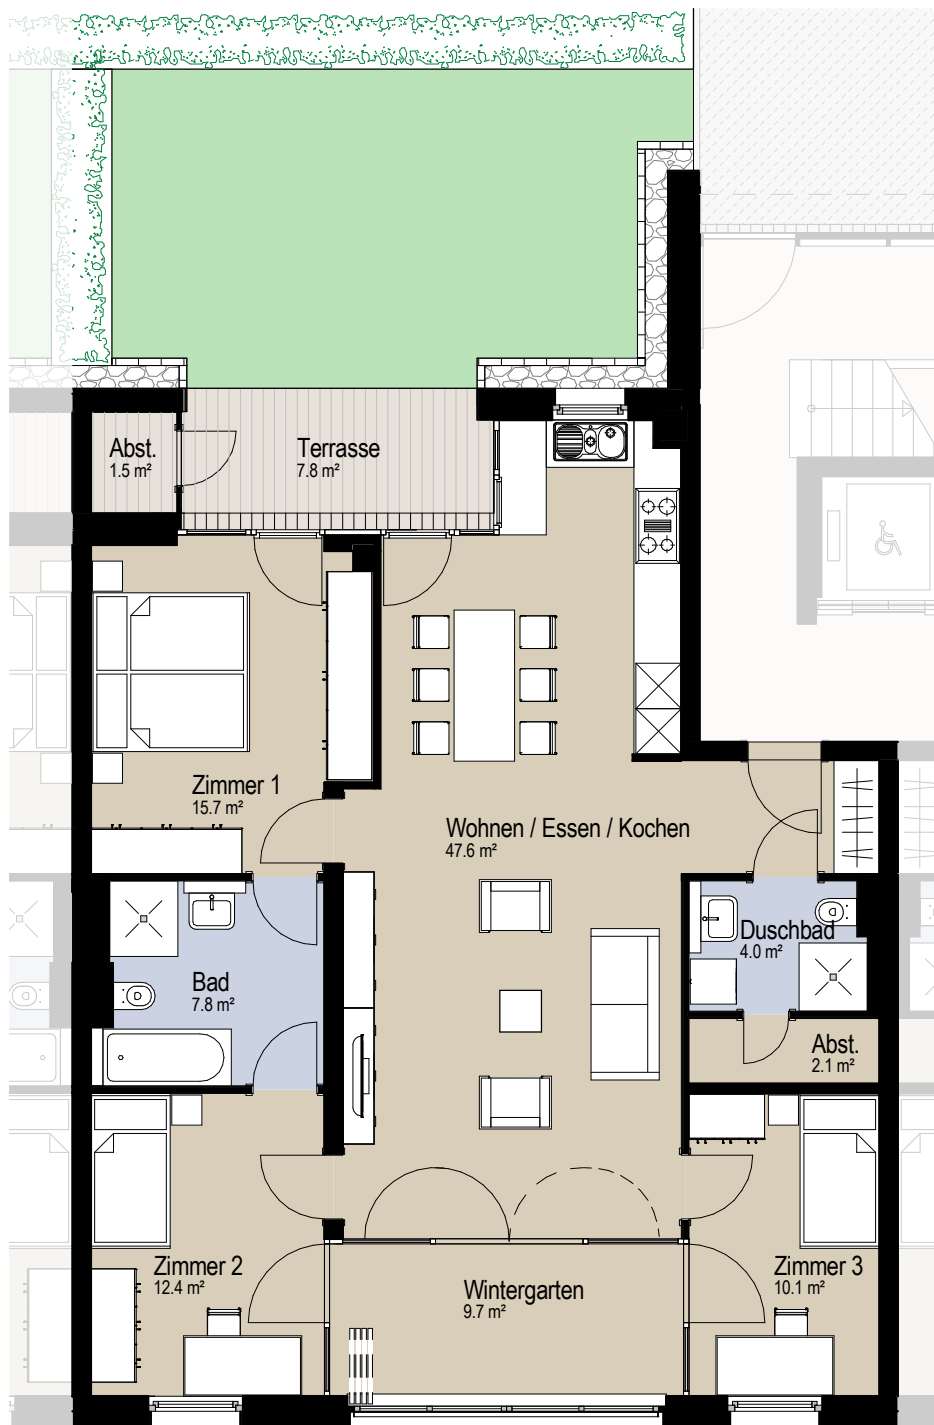 Abst.
1.5 m²
Terrasse
7.8 m²
Zimmer 1
15.7 m²
Wohnen / Essen / Kochen
47.6 m²
Duschbad
4.0 m²
Bad
7.8 m²
Abst.
2.1 m²
Zimmer 2
12.4 m²
Wintergarten
9.7 m²
Zimmer 3
10.1 m²